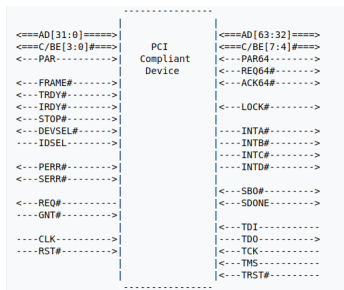 <===AD[31:0]=====>| |<===AD[63:32]====>
<===C/BE[3:0]#===>| PCI |<===C/BE[7:4]#===>
<---PAR---------->| Compliant |<---PAR64-------->
| Device |<---REQ64#------->
<---FRAME#------->| |<---ACK64#------->
<---TRDY#-------->|
<---IRDY#-------->| |<---LOCK#-------->
<---STOP#-------->|
<---DEVSEL#------>| |----INTA#-------->
----IDSEL |----INTB#-------->
|----INTC#-------->
<---PERR#-------->| |----INTD#-------->
<---SERR#-------->|
|<---SBO#--------->
<---REQ#--------->| |<---SDONE-------->
----GNT#--------->|
|<---TDI----------
----CLK---------->| |<---TDO--------->
----RST#--------->| |<---TCK----------
|<---TMS----------
|<---TRST#---------